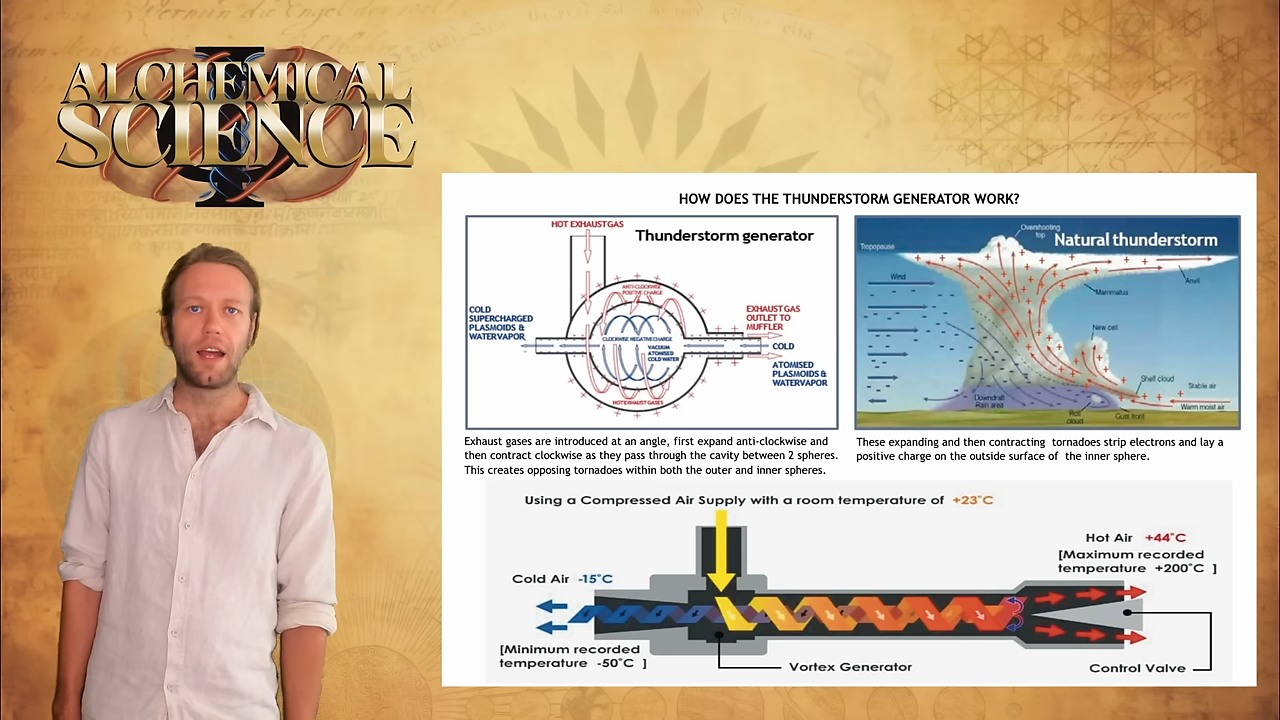 ALCHEMICAL
SCIENCE
HOW DOES THE THUNDERSTORM GENERATOR WORK?
HOT EXHAUST GAS
Thunderstorm generator
ANTI-CLOCKWISE
POSITIVE CHARGE
COLD
SUPERCHARGED
PLASMOIDS &
WATERVAPOR
CLOCKWISE NEGATIVE CHARGE
VACUUM
ATOMISED
COLD WATER
HOT EXHAUST GASES
EXHAUST GAS
OUTLET TO
MUFFLER
COLD
ATOMISED
PLASMOIDS &
WATERVAPOR
Overshooting
top
Natural thunderstorm
Tropopause
Wind
Anvil
Mammatus
New cell
Shelf cloud
Stable air
Downdraft
Rain area
Roll
cloud
Gust front
Warm moist air
Exhaust gases are introduced at an angle, first expand anti-clockwise and
then contract clockwise as they pass through the cavity between 2 spheres.
This creates opposing tornadoes within both the outer and inner spheres.
These expanding and then contracting tornadoes strip electrons and lay a
positive charge on the outside surface of the inner sphere.
Using a Compressed Air Supply with a room temperature of +23°C
Hot Air +44°C
[Maximum recorded
temperature +200°C ]
Cold Air -15°C
[Minimum recorded
temperature -50°C ]
Vortex Generator
Control Valve